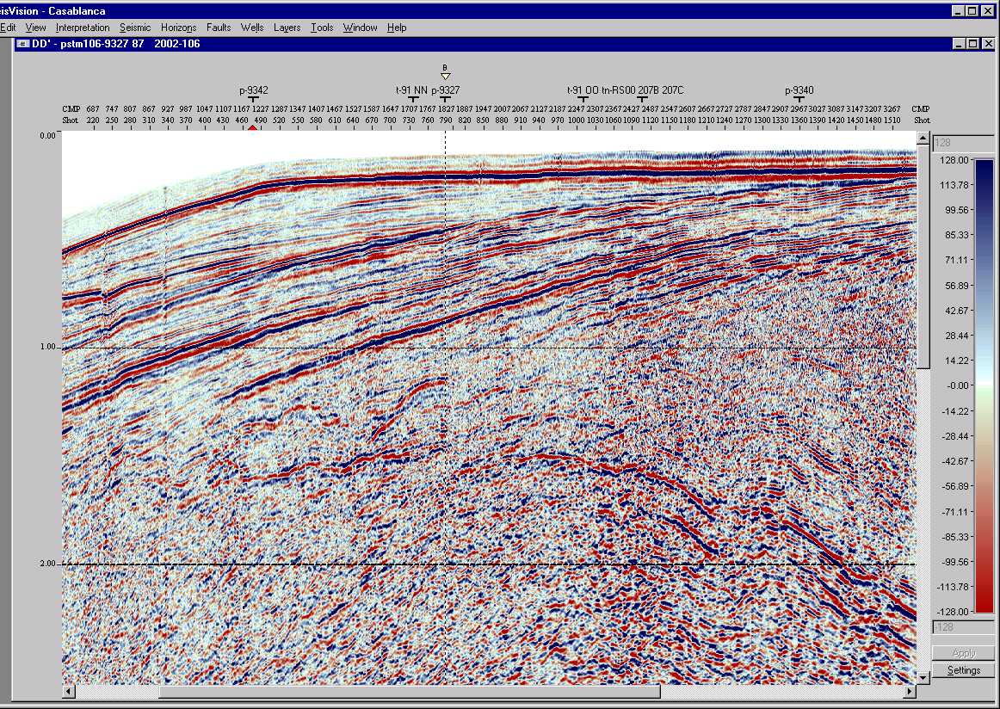 eisVision - Casablanca
Edit View Interpretation Seismic Horizons Faults Wells Layers Tools Window Help
DD' - pstm106-9327 87 2002-106
B
p-9342 t-91 NN p-9327 t-91 OO tn-RS00 207B 207C p-9340
CMP 687 747 807 867 927 987 1047 1107 1167 1227 1287 1347 1407 1467 1527 1587 1647 1707 1767 1827 1887 1947 2007 2067 2127 2187 2247 2307 2367 2427 2487 2547 2607 2667 2727 2787 2847 2907 2967 3027 3087 3147 3207 3267 CMP
Shot 220 250 280 310 340 370 400 430 460 490 520 550 580 610 640 670 700 730 760 790 820 850 880 910 940 970 1000 1030 1060 1090 1120 1150 1180 1210 1240 1270 1300 1330 1360 1390 1420 1450 1480 1510 Shot
0.00
1.00
2.00
128
128.00
113.78
99.56
85.33
71.11
56.89
42.67
28.44
14.22
-0.00
-14.22
-28.44
-42.67
-56.89
-71.11
-85.33
-99.56
-113.78
-128.00
-128
Apply
Settings